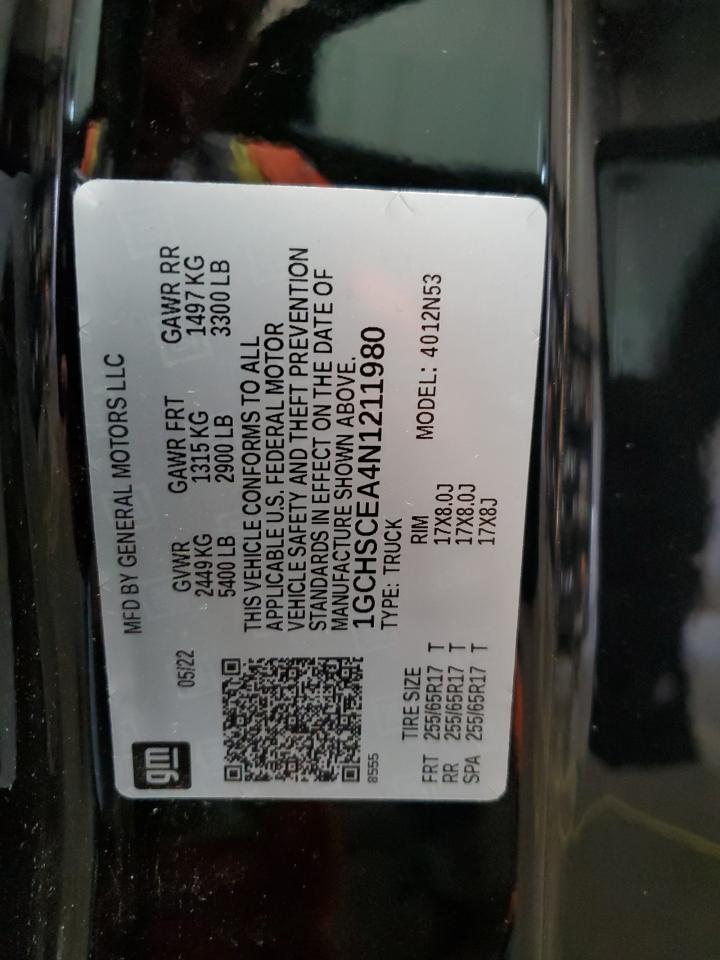 gm
MFD BY GENERAL MOTORS LLC
05/22
GVWR GAWR FRT GAWR RR
2449 KG 1315 KG 1497 KG
5400 LB 2900 LB 3300 LB
THIS VEHICLE CONFORMS TO ALL
APPLICABLE U.S. FEDERAL MOTOR
VEHICLE SAFETY AND THEFT PREVENTION
STANDARDS IN EFFECT ON THE DATE OF
MANUFACTURE SHOWN ABOVE.
1GCHSCEA4N1211980
8555
TYPE: TRUCK
TIRE SIZE RIM MODEL: 4012N53
FRT 255/65R17 T 17X8.0J
RR 255/65R17 T 17X8.0J
SPA 255/65R17 T 17X8J